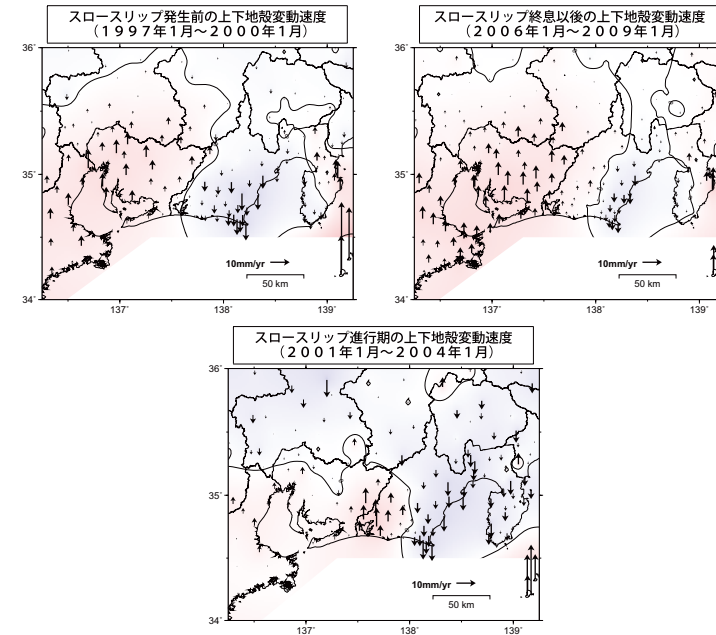 スロースリップ発生前の上下地殻変動速度
（１９９７年１月～２０００年１月）
36˚
35˚
34˚
137˚
138˚
139˚
10mm/yr
50 km
スロースリップ終息以後の上下地殻変動速度
（２００６年１月～２００９年１月）
36˚
35˚
34˚
137˚
138˚
139˚
10mm/yr
50 km
スロースリップ進行期の上下地殻変動速度
（２００１年１月～２００４年１月）
36˚
35˚
34˚
137˚
138˚
139˚
10mm/yr
50 km